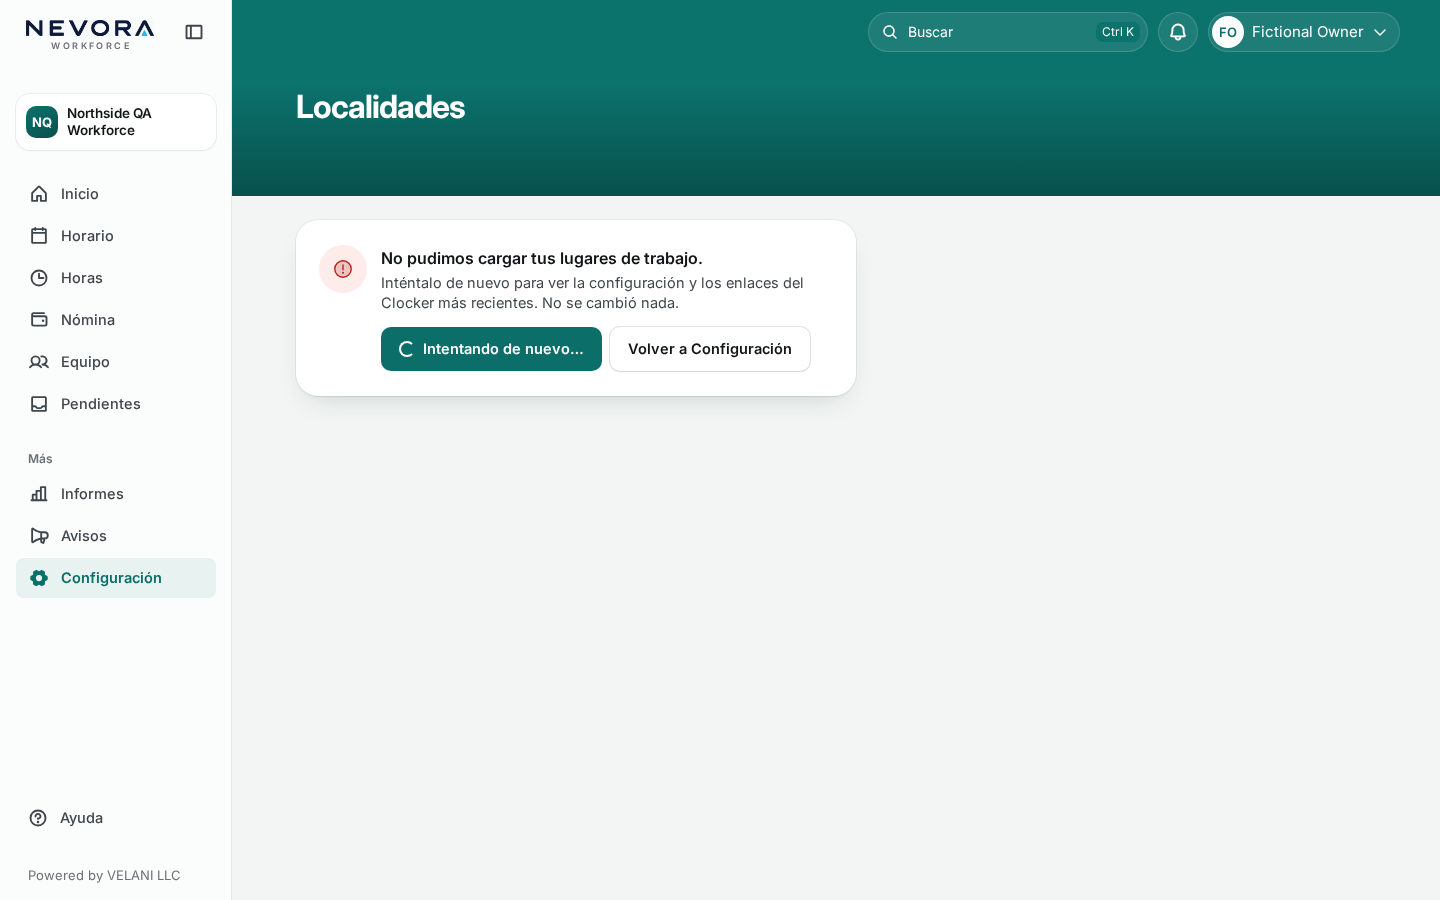 NEVORA
WORKFORCE
NQ
Northside QA
Workforce
Inicio
Horario
Horas
Nómina
Equipo
Pendientes
Más
Informes
Avisos
Configuración
Ayuda
Powered by VELANI LLC
Buscar
Ctrl K
FO
Fictional Owner
Localidades
No pudimos cargar tus lugares de trabajo.
Inténtalo de nuevo para ver la configuración y los enlaces del
Clocker más recientes. No se cambió nada.
Intentando de nuevo...
Volver a Configuración